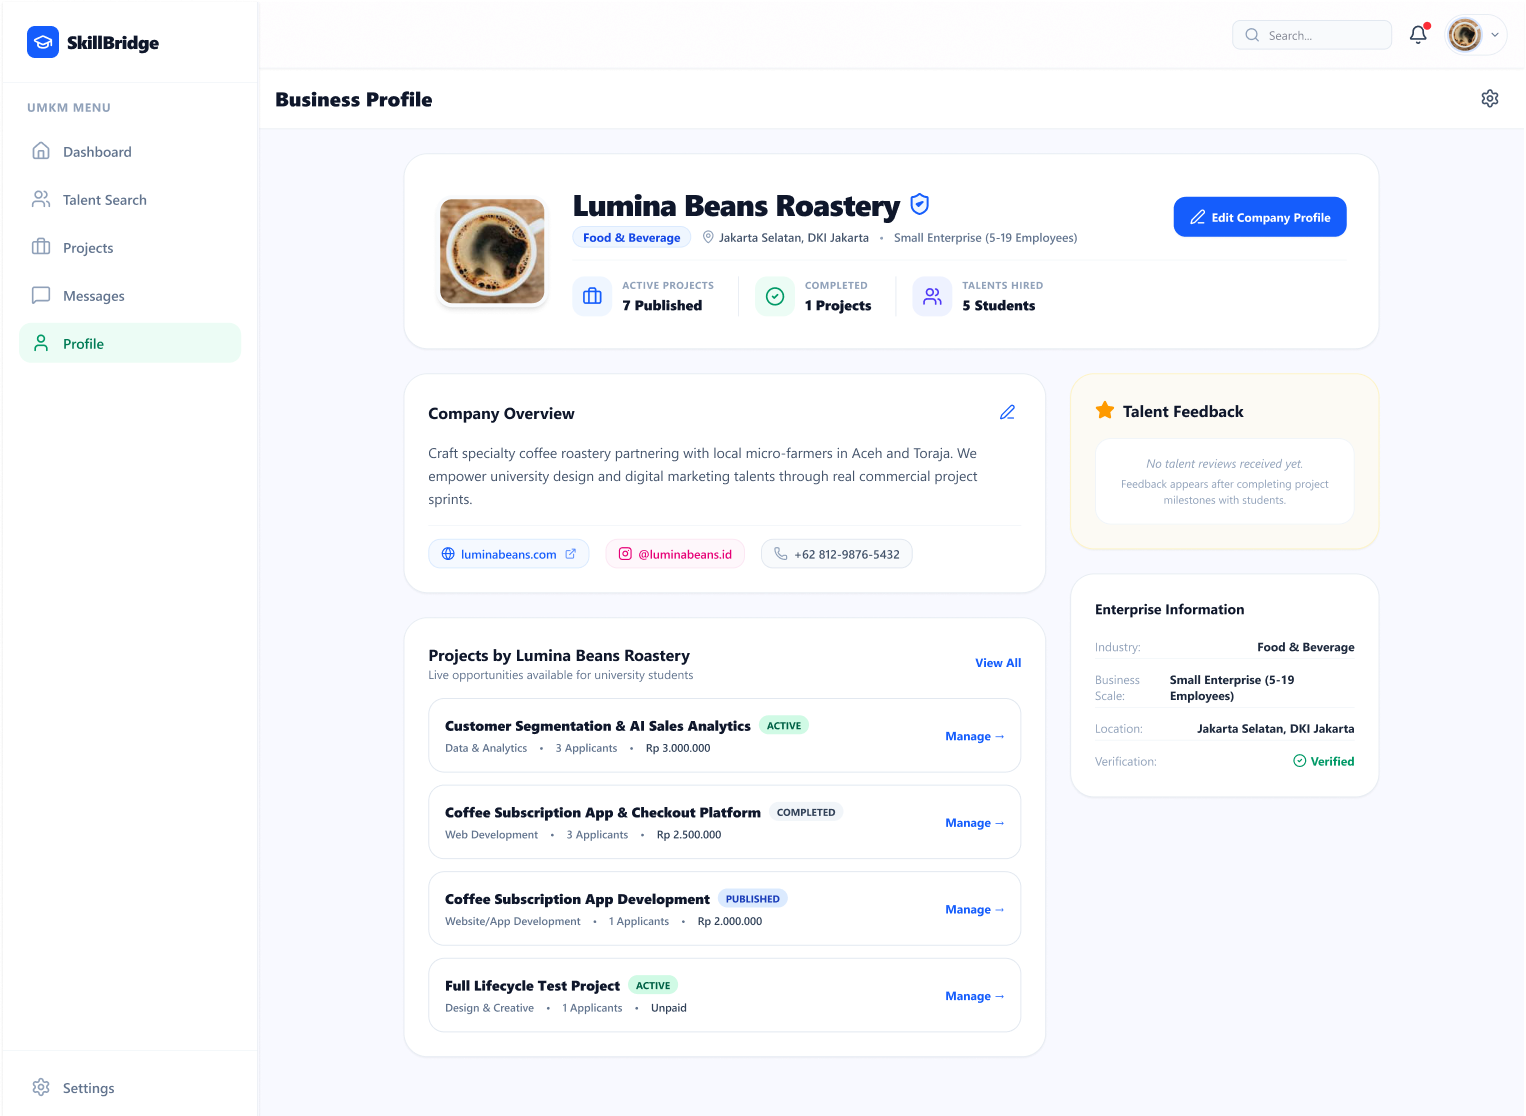 SkillBridge
Search...
UMKM MENU
Dashboard
Talent Search
Projects
Messages
Profile
Settings
Business Profile
Lumina Beans Roastery
Edit Company Profile
Food & Beverage
Jakarta Selatan, DKI Jakarta • Small Enterprise (5-19 Employees)
ACTIVE PROJECTS
7 Published
COMPLETED
1 Projects
TALENTS HIRED
5 Students
Company Overview
Craft specialty coffee roastery partnering with local micro-farmers in Aceh and Toraja. We
empower university design and digital marketing talents through real commercial project
sprints.
luminabeans.com
@luminabeans.id
+62 812-9876-5432
Projects by Lumina Beans Roastery
Live opportunities available for university students
View All
Customer Segmentation & AI Sales Analytics ACTIVE
Data & Analytics • 3 Applicants • Rp 3.000.000
Manage →
Coffee Subscription App & Checkout Platform COMPLETED
Web Development • 3 Applicants • Rp 2.500.000
Manage →
Coffee Subscription App Development PUBLISHED
Website/App Development • 1 Applicants • Rp 2.000.000
Manage →
Full Lifecycle Test Project ACTIVE
Design & Creative • 1 Applicants • Unpaid
Manage →
Talent Feedback
No talent reviews received yet.
Feedback appears after completing project
milestones with students.
Enterprise Information
Industry: Food & Beverage
Business Scale: Small Enterprise (5-19 Employees)
Location: Jakarta Selatan, DKI Jakarta
Verification: Verified